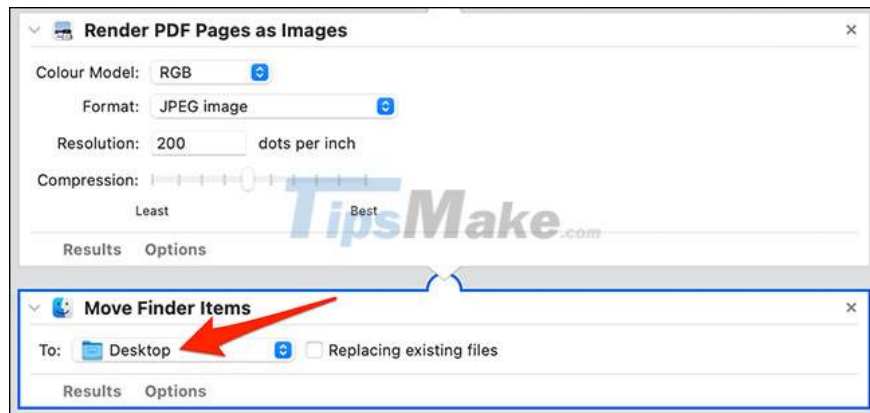 Render PDF Pages as Images
Colour Model: RGB
Format: JPEG image
Resolution: 200 dots per inch
Compression:
Least Best
TipsMake.com
Results Options
Move Finder Items
To: Desktop Replacing existing files
Results Options